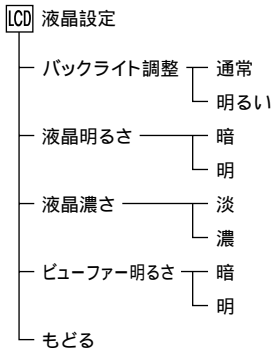 LCD 液晶設定
バックライト調整 通常
明るい
液晶明るさ 暗
明
液晶濃さ 淡
濃
ビューファー明るさ 暗
明
もどる